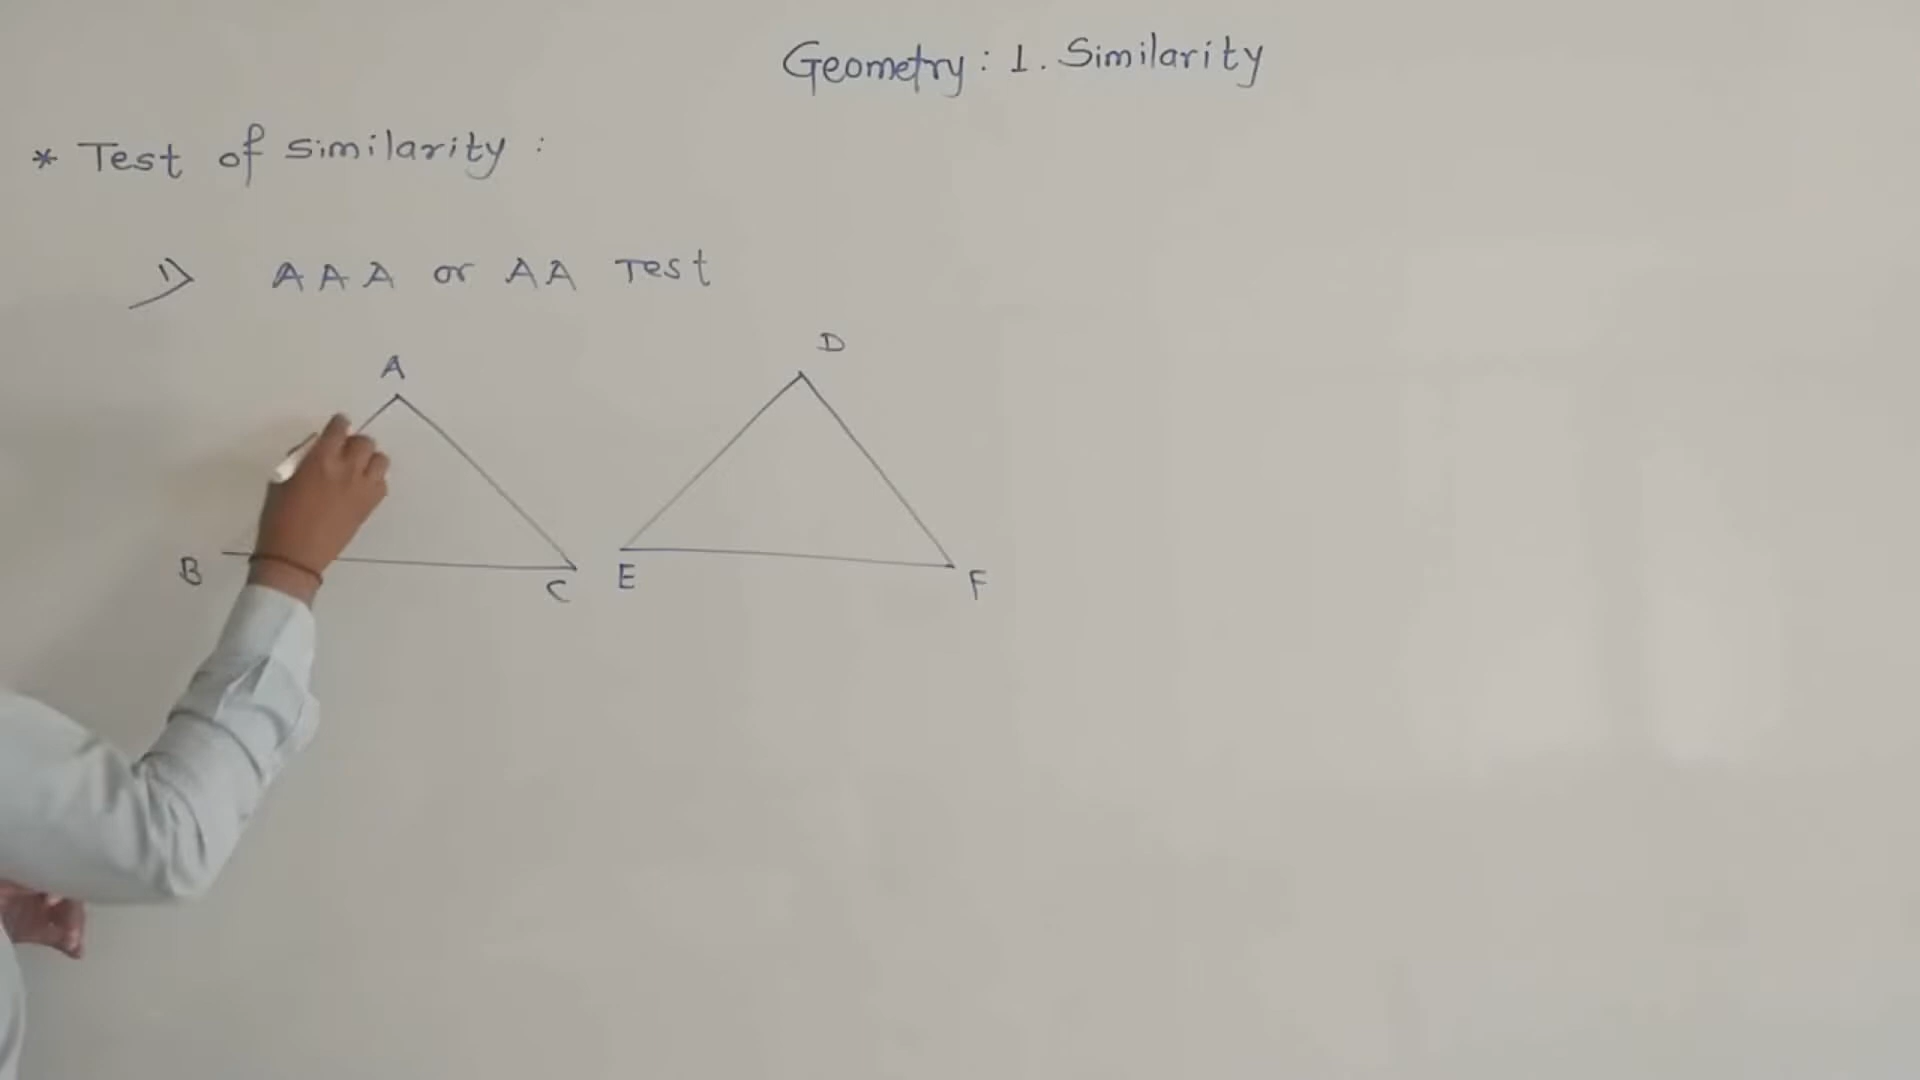 Geometry: 1. Similarity
* Test of similarity:
1) AAA or AA Test
A
D
B
C
E
F